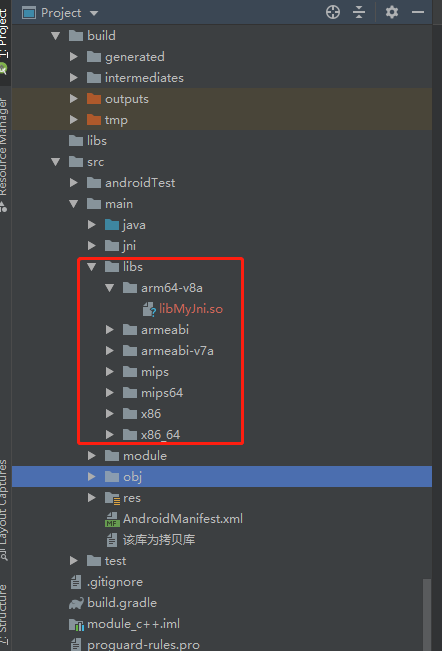 Project
build
generated
intermediates
outputs
tmp
libs
src
androidTest
main
java
jni
libs
arm64-v8a
libMyJni.so
armeabi
armeabi-v7a
mips
mips64
x86
x86_64
module
obj
res
AndroidManifest.xml
该库为拷贝库
test
.gitignore
build.gradle
module_c++.iml
proguard-rules.pro
1: Project
Resource Manager
Layout Captures
7: Structure